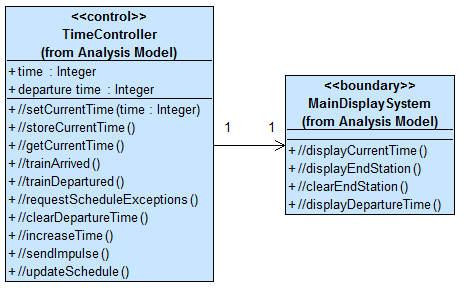 <<control>>
TimeController
(from Analysis Model)
+ time : Integer
+ departure time : Integer
+ //setCurrentTime(time : Integer)
+ //storeCurrentTime()
+ //getCurrentTime()
+ //trainArrived()
+ //trainDepartured()
+ //requestScheduleExceptions()
+ //clearDepartureTime()
+ //increaseTime()
+ //sendImpulse()
+ //updateSchedule()
1 1
<<boundary>>
MainDisplaySystem
(from Analysis Model)
+ //displayCurrentTime()
+ //displayEndStation()
+ //clearEndStation()
+ //displayDepartureTime()